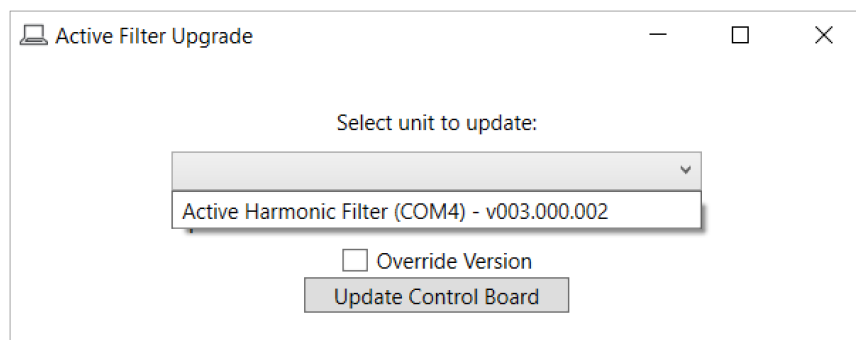 Active Filter Upgrade
Select unit to update:
Active Harmonic Filter (COM4) - v003.000.002
Override Version
Update Control Board